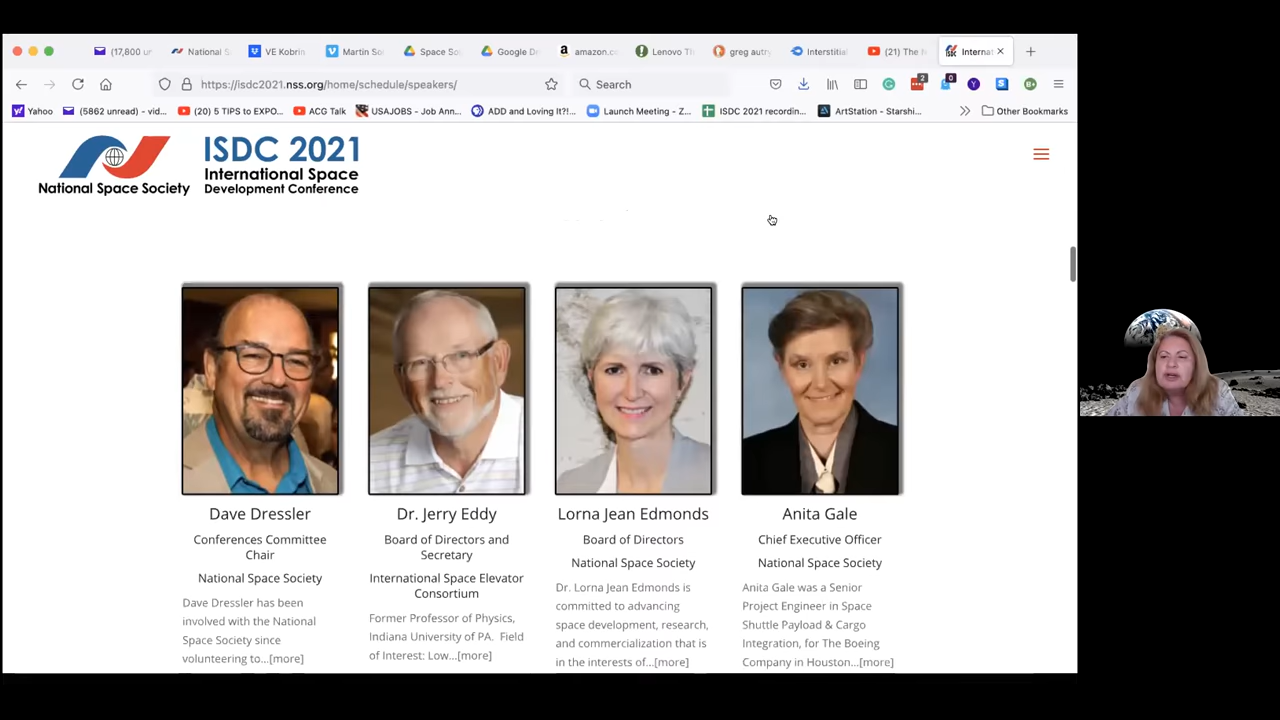 (17,800 ur
National S
VE Kobrin
Martin So
Space So
Google Dr
amazon.co
Lenovo Th
greg autry
Interstitial
(21) The
Internat
https://isdc2021.nss.org/home/schedule/speakers/
Search
2
0
Yahoo
(5862 unread) - vid...
(20) 5 TIPS to EXPO...
ACG Talk
USAJOBS - Job Ann...
ADD and Loving It?!...
Launch Meeting - Z...
ISDC 2021 recordin...
ArtStation - Starshi...
Other Bookmarks
National Space Society
ISDC 2021
International Space
Development Conference
Dave Dressler
Conferences Committee
Chair
National Space Society
Dave Dressler has been
involved with the National
Space Society since
volunteering to...[more]
Dr. Jerry Eddy
Board of Directors and
Secretary
International Space Elevator
Consortium
Former Professor of Physics,
Indiana University of PA. Field
of Interest: Low...[more]
Lorna Jean Edmonds
Board of Directors
National Space Society
Dr. Lorna Jean Edmonds is
committed to advancing
space development, research,
and commercialization that is
in the interests of...[more]
Anita Gale
Chief Executive Officer
National Space Society
Anita Gale was a Senior
Project Engineer in Space
Shuttle Payload & Cargo
Integration, for The Boeing
Company in Houston...[more]